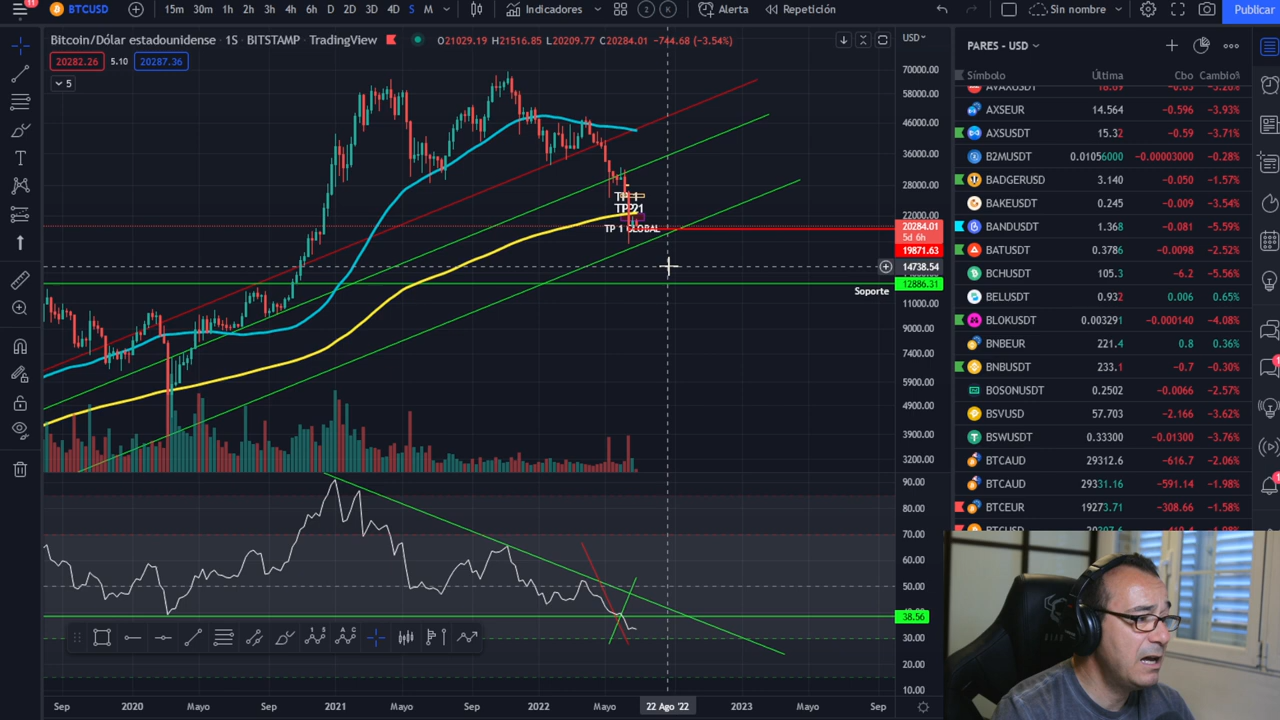 11
BTCUSD
15m 30m 1h 2h 3h 4h 6h D 2D 3D 4D S M
Indicadores
2 K
Alerta
Repetición
Sin nombre
Publicar
Bitcoin/Dólar estadounidense · 1S · BITSTAMP · TradingView
O21029.19 H21516.85 L20209.77 C20284.01 −744.68 (−3.54%)
20282.26 5.10 20287.36
5
USD
70000.00
58000.00
46000.00
36000.00
28000.00
22000.00
20284.01
5d 6h
19871.63
14738.54
12886.31
11000.00
9000.00
7400.00
5900.00
4900.00
3900.00
3200.00
TP 1 GLOBAL
Soporte
90.00
80.00
70.00
60.00
50.00
38.56
30.00
20.00
10.00
Sep 2020 Mayo Sep 2021 Mayo Sep 2022 Mayo 22 Ago '22 2023 Mayo Sep
PARES - USD
Símbolo Última Cbo Cambio%
AXSEUR 14.564 −0.596 −3.93%
AXSUSDT 15.32 −0.59 −3.71%
B2MUSDT 0.01056000 −0.00003000 −0.28%
BADGERUSD 3.140 −0.050 −1.57%
BAKEUSD 0.245 −0.009 −3.54%
BANDUSDT 1.368 −0.081 −5.59%
BATUSDT 0.3786 −0.0098 −2.52%
BCHUSDT 105.3 −6.2 −5.56%
BELUSDT 0.932 0.006 0.65%
BLOKUSDT 0.003291 −0.000140 −4.08%
BNBEUR 221.4 0.8 0.36%
BNBUSDT 233.1 −0.7 −0.30%
BOSONUSDT 0.2502 −0.0066 −2.57%
BSVUSD 57.703 −2.166 −3.62%
BSWUSDT 0.33300 −0.01300 −3.76%
BTCAUD 29312.6 −616.7 −2.06%
BTCAUD 29331.16 −591.14 −1.98%
BTCEUR 19273.71 −308.66 −1.58%